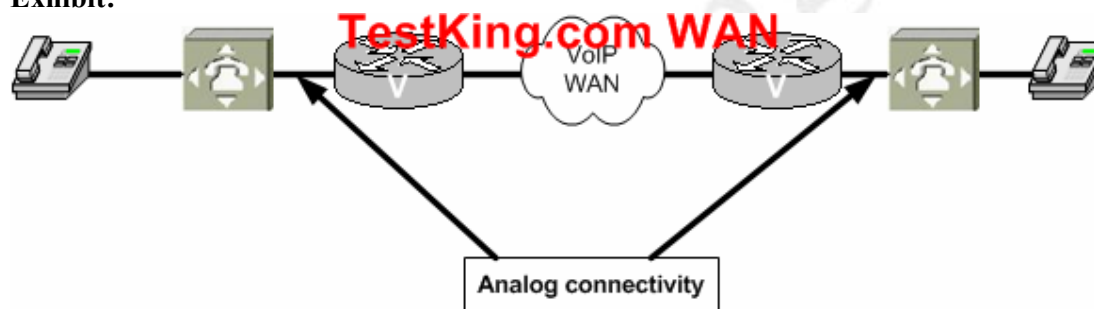 Exhibit:
TestKing.com WAN
VoIP
WAN
V
V
Analog connectivity